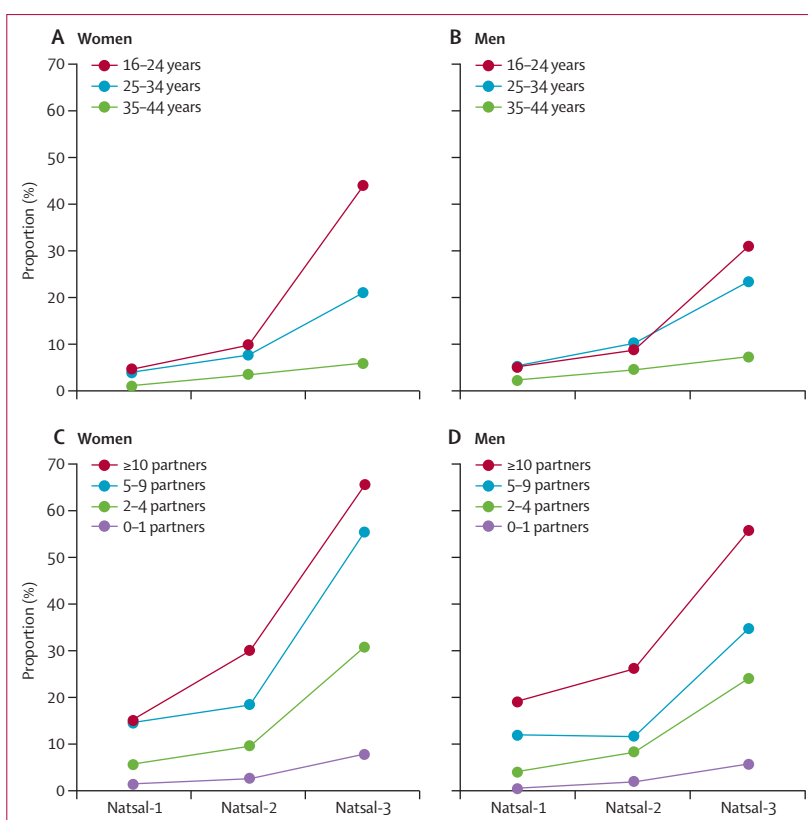 A Women
16–24 years
25–34 years
35–44 years
B Men
16–24 years
25–34 years
35–44 years
Proportion (%)
70
60
50
40
30
20
10
0
C Women
≥10 partners
5–9 partners
2–4 partners
0–1 partners
D Men
≥10 partners
5–9 partners
2–4 partners
0–1 partners
Proportion (%)
70
60
50
40
30
20
10
0
Natsal-1 Natsal-2 Natsal-3
Natsal-1 Natsal-2 Natsal-3